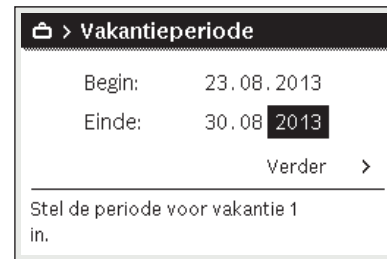 > Vakantieperiode
Begin: 23.08.2013
Einde: 30.08 2013
Verder >
Stel de periode voor vakantie 1
in.